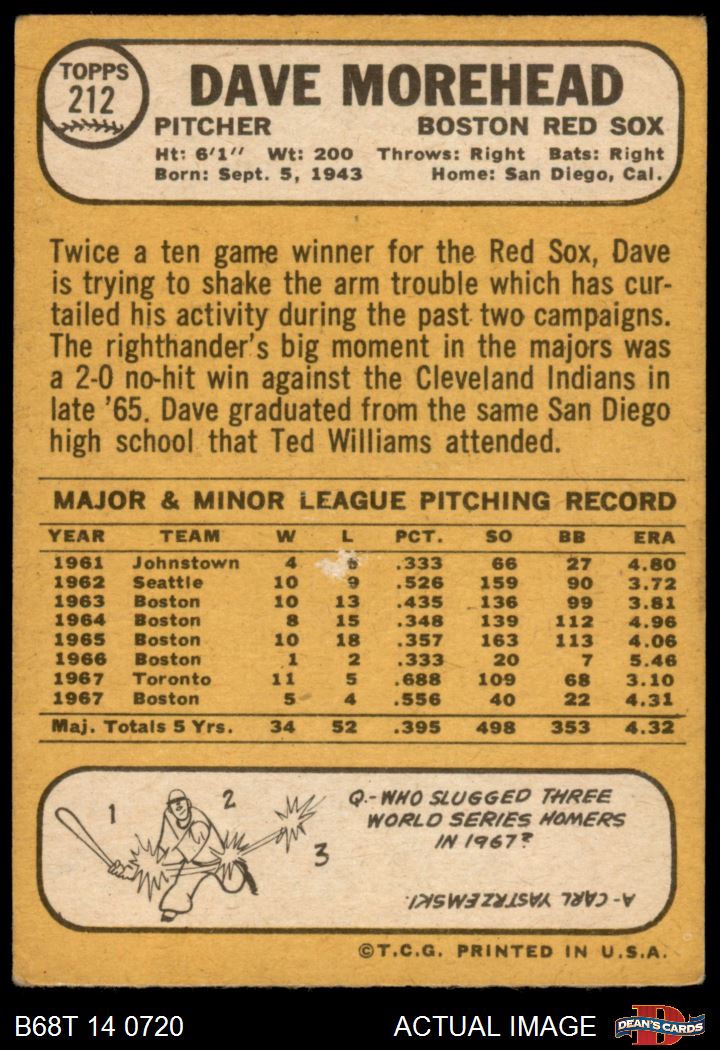 TOPPS
212
DAVE MOREHEAD
PITCHER BOSTON RED SOX
Ht: 6'1" Wt: 200 Throws: Right Bats: Right
Born: Sept. 5, 1943 Home: San Diego, Cal.
Twice a ten game winner for the Red Sox, Dave
is trying to shake the arm trouble which has cur-
tailed his activity during the past two campaigns.
The righthander's big moment in the majors was
a 2-0 no-hit win against the Cleveland Indians in
late '65. Dave graduated from the same San Diego
high school that Ted Williams attended.
MAJOR & MINOR LEAGUE PITCHING RECORD
YEAR TEAM W L PCT. SO BB ERA
1961 Johnstown 4 .333 66 27 4.80
1962 Seattle 10 9 .526 159 90 3.72
1963 Boston 10 13 .435 136 99 3.81
1964 Boston 8 15 .348 139 112 4.96
1965 Boston 10 18 .357 163 113 4.06
1966 Boston 1 2 .333 20 7 5.46
1967 Toronto 11 5 .688 109 68 3.10
1967 Boston 5 4 .556 40 22 4.31
Maj. Totals 5 Yrs. 34 52 .395 498 353 4.32
1 2 3
Q.-WHO SLUGGED THREE
WORLD SERIES HOMERS
IN 1967?
A-CARL YASTRZEMSKI.
©T.C.G. PRINTED IN U.S.A.
B68T 14 0720 ACTUAL IMAGE
D
DEAN'S CARDS